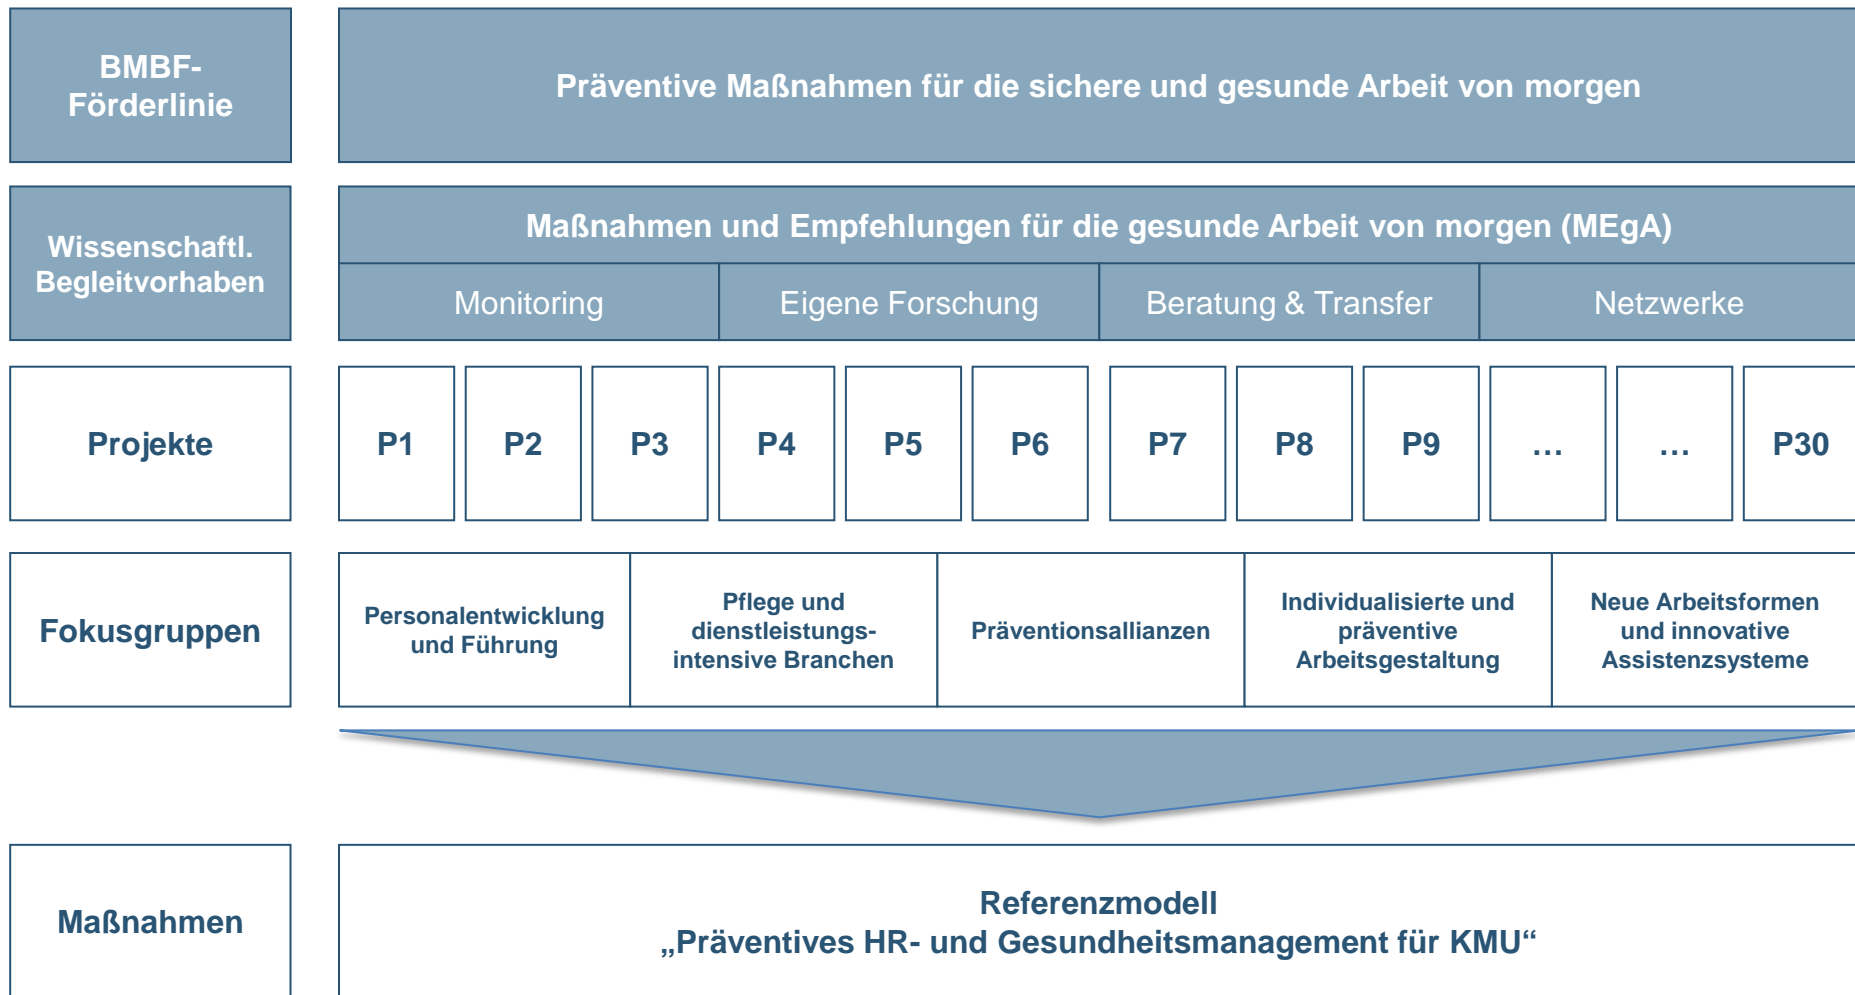 BMBF-
Förderlinie
Präventive Maßnahmen für die sichere und gesunde Arbeit von morgen
Wissenschaftl.
Begleitvorhaben
Maßnahmen und Empfehlungen für die gesunde Arbeit von morgen (MEgA)
Monitoring
Eigene Forschung
Beratung & Transfer
Netzwerke
Projekte
P1
P2
P3
P4
P5
P6
P7
P8
P9
…
…
P30
Fokusgruppen
Personalentwicklung
und Führung
Pflege und
dienstleistungs-
intensive Branchen
Präventionsallianzen
Individualisierte und
präventive
Arbeitsgestaltung
Neue Arbeitsformen
und innovative
Assistenzsysteme
Maßnahmen
Referenzmodell
„Präventives HR- und Gesundheitsmanagement für KMU“